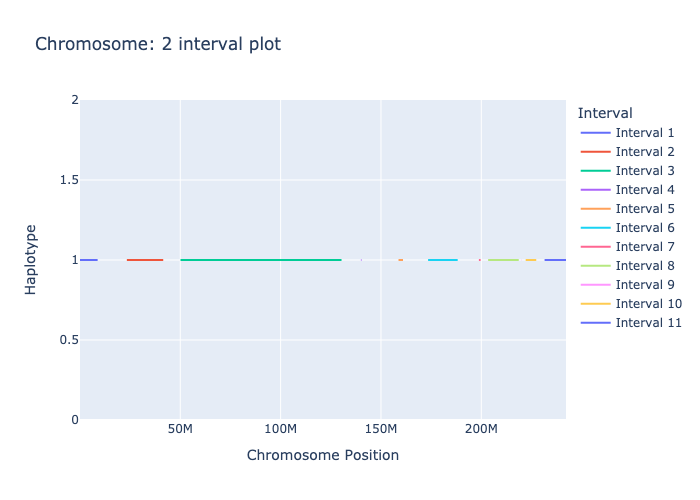 Chromosome: 2 interval plot
2
1.5
1
0.5
0
Haplotype
50M
100M
150M
200M
Chromosome Position
Interval
Interval 1
Interval 2
Interval 3
Interval 4
Interval 5
Interval 6
Interval 7
Interval 8
Interval 9
Interval 10
Interval 11